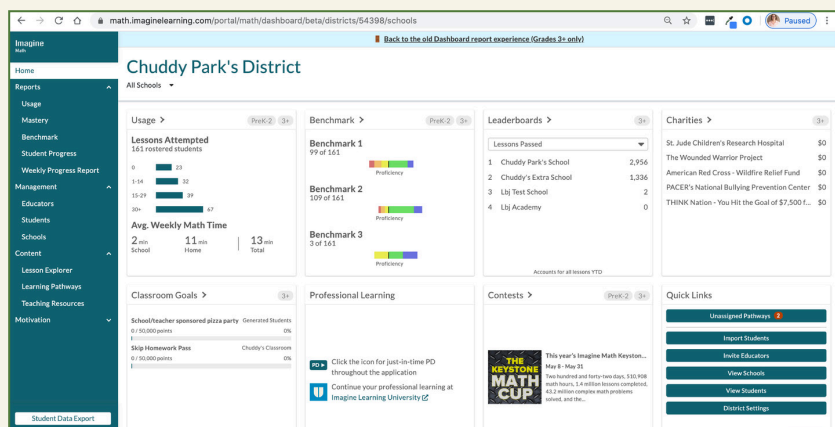 math.imaginelearning.com/portal/math/dashboard/beta/districts/54398/schools
Paused
Back to the old Dashboard report experience (Grades 3+ only)
Imagine
Math
Home
Reports
Usage
Mastery
Benchmark
Student Progress
Weekly Progress Report
Management
Educators
Students
Schools
Content
Lesson Explorer
Learning Pathways
Teaching Resources
Motivation
Student Data Export
Chuddy Park's District
All Schools
Usage > PreK-2 3+
Lessons Attempted
161 rostered students
0 23
1-14 32
15-29 39
30+ 67
Avg. Weekly Math Time
2 min 11 min 13 min
School Home Total
Benchmark > PreK-2 3+
Benchmark 1
99 of 161
Proficiency
Benchmark 2
109 of 161
Proficiency
Benchmark 3
3 of 161
Proficiency
Leaderboards > 3+
Lessons Passed
1 Chuddy Park's School 2,956
2 Chuddy's Extra School 1,336
3 Lbj Test School 2
4 Lbj Academy 0
Accounts for all lessons YTD
Charities > 3+
St. Jude Children's Research Hospital $0
The Wounded Warrior Project $0
American Red Cross - Wildfire Relief Fund $0
PACER's National Bullying Prevention Center $0
THINK Nation - You Hit the Goal of $7,500 f... $0
Classroom Goals > 3+
School/teacher sponsored pizza party Generated Students
0 / 50,000 points 0%
Skip Homework Pass Chuddy's Classroom
0 / 50,000 points 0%
Professional Learning
PD
Click the icon for just-in-time PD
throughout the application
Continue your professional learning at
Imagine Learning University
Contests > PreK-2 3+
THE
KEYSTONE
MATH
CUP
This year's Imagine Math Keyston...
May 8 - May 31
Two hundred and forty-two days, 510,908
math hours, 1.4 million lessons completed,
43.2 million complex math problems
solved, and the...
Quick Links
Unassigned Pathways 2
Import Students
Invite Educators
View Schools
View Students
District Settings